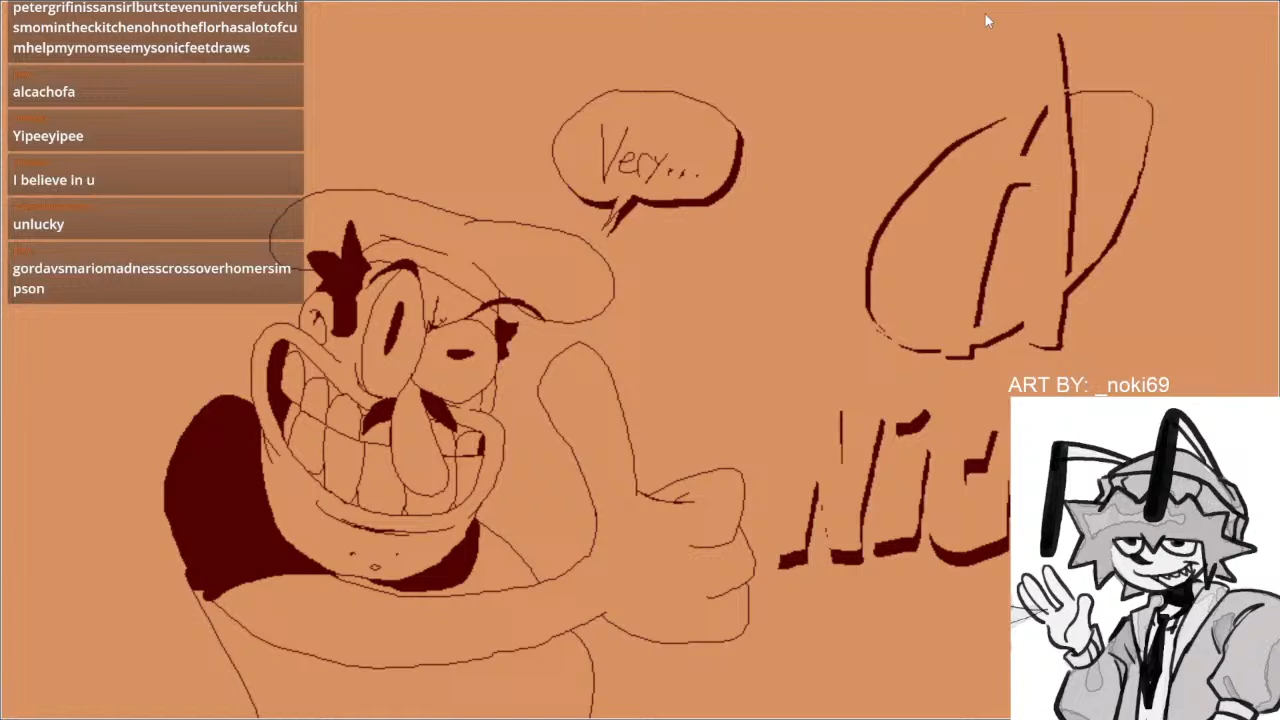 petergrifinissansirlbutstevenuniversefuckhi
smomintheckitchenohnotheflorhasalotofcu
mhelpmymomseemysonicfeetdraws
alcachofa
Yipeeyipee
I believe in u
unlucky
gordavsmariomadnesscrossoverhomersim
pson
Very...
ART BY: _noki69